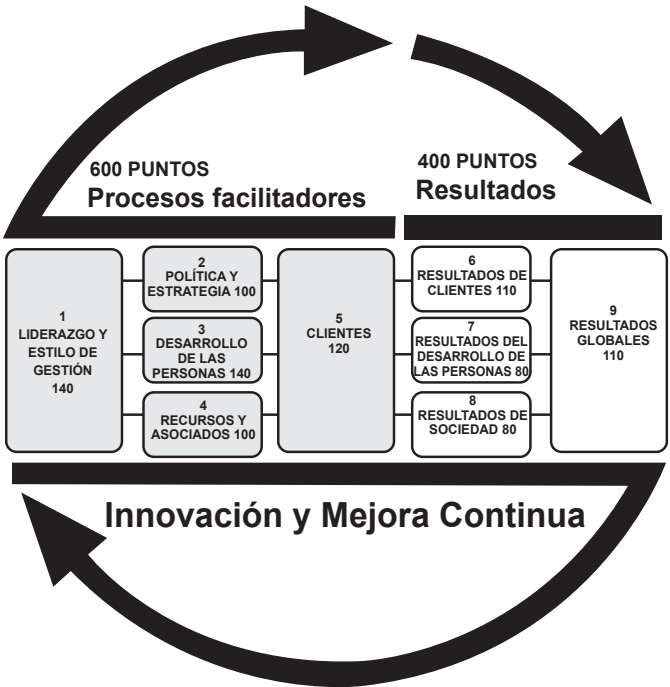 600 PUNTOS
Procesos facilitadores
400 PUNTOS
Resultados
1
LIDERAZGO Y
ESTILO DE
GESTIÓN
140
2
POLÍTICA Y
ESTRATEGIA 100
3
DESARROLLO
DE LAS
PERSONAS 140
4
RECURSOS Y
ASOCIADOS 100
5
CLIENTES
120
6
RESULTADOS DE
CLIENTES 110
7
RESULTADOS DEL
DESARROLLO DE
LAS PERSONAS 80
8
RESULTADOS DE
SOCIEDAD 80
9
RESULTADOS
GLOBALES
110
Innovación y Mejora Continua